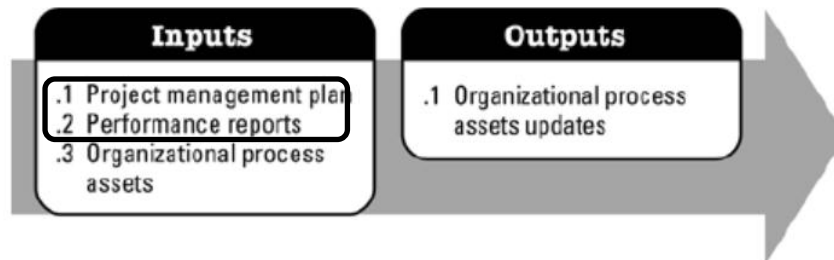 Inputs
.1 Project management plan
.2 Performance reports
.3 Organizational process
assets
Outputs
.1 Organizational process
assets updates